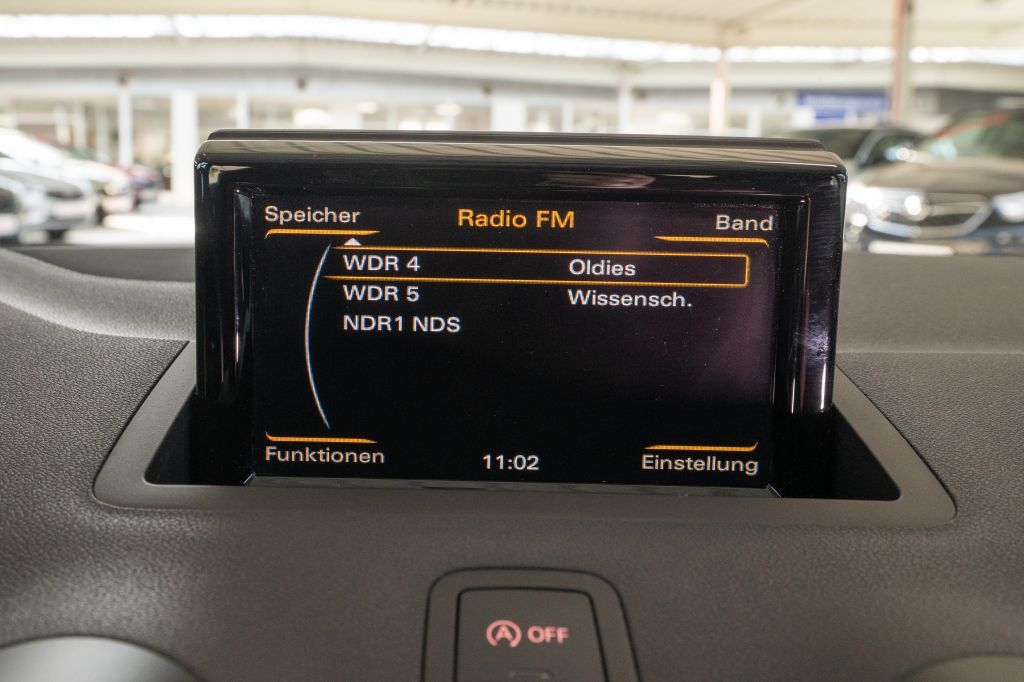 Speicher Radio FM Band
WDR 4 Oldies
WDR 5 Wissensch.
NDR1 NDS
Funktionen 11:02 Einstellung
A OFF